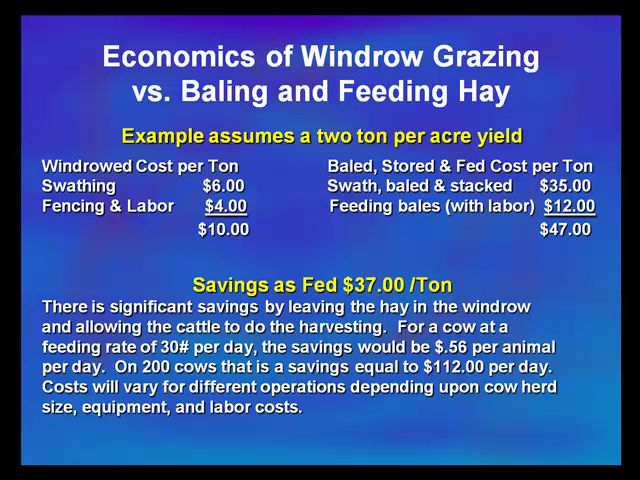 Economics of Windrow Grazing
vs. Baling and Feeding Hay
Example assumes a two ton per acre yield
Windrowed Cost per Ton
Swathing $6.00
Fencing & Labor $4.00
$10.00
Baled, Stored & Fed Cost per Ton
Swath, baled & stacked $35.00
Feeding bales (with labor) $12.00
$47.00
Savings as Fed $37.00 /Ton
There is significant savings by leaving the hay in the windrow
and allowing the cattle to do the harvesting. For a cow at a
feeding rate of 30# per day, the savings would be $.56 per animal
per day. On 200 cows that is a savings equal to $112.00 per day.
Costs will vary for different operations depending upon cow herd
size, equipment, and labor costs.